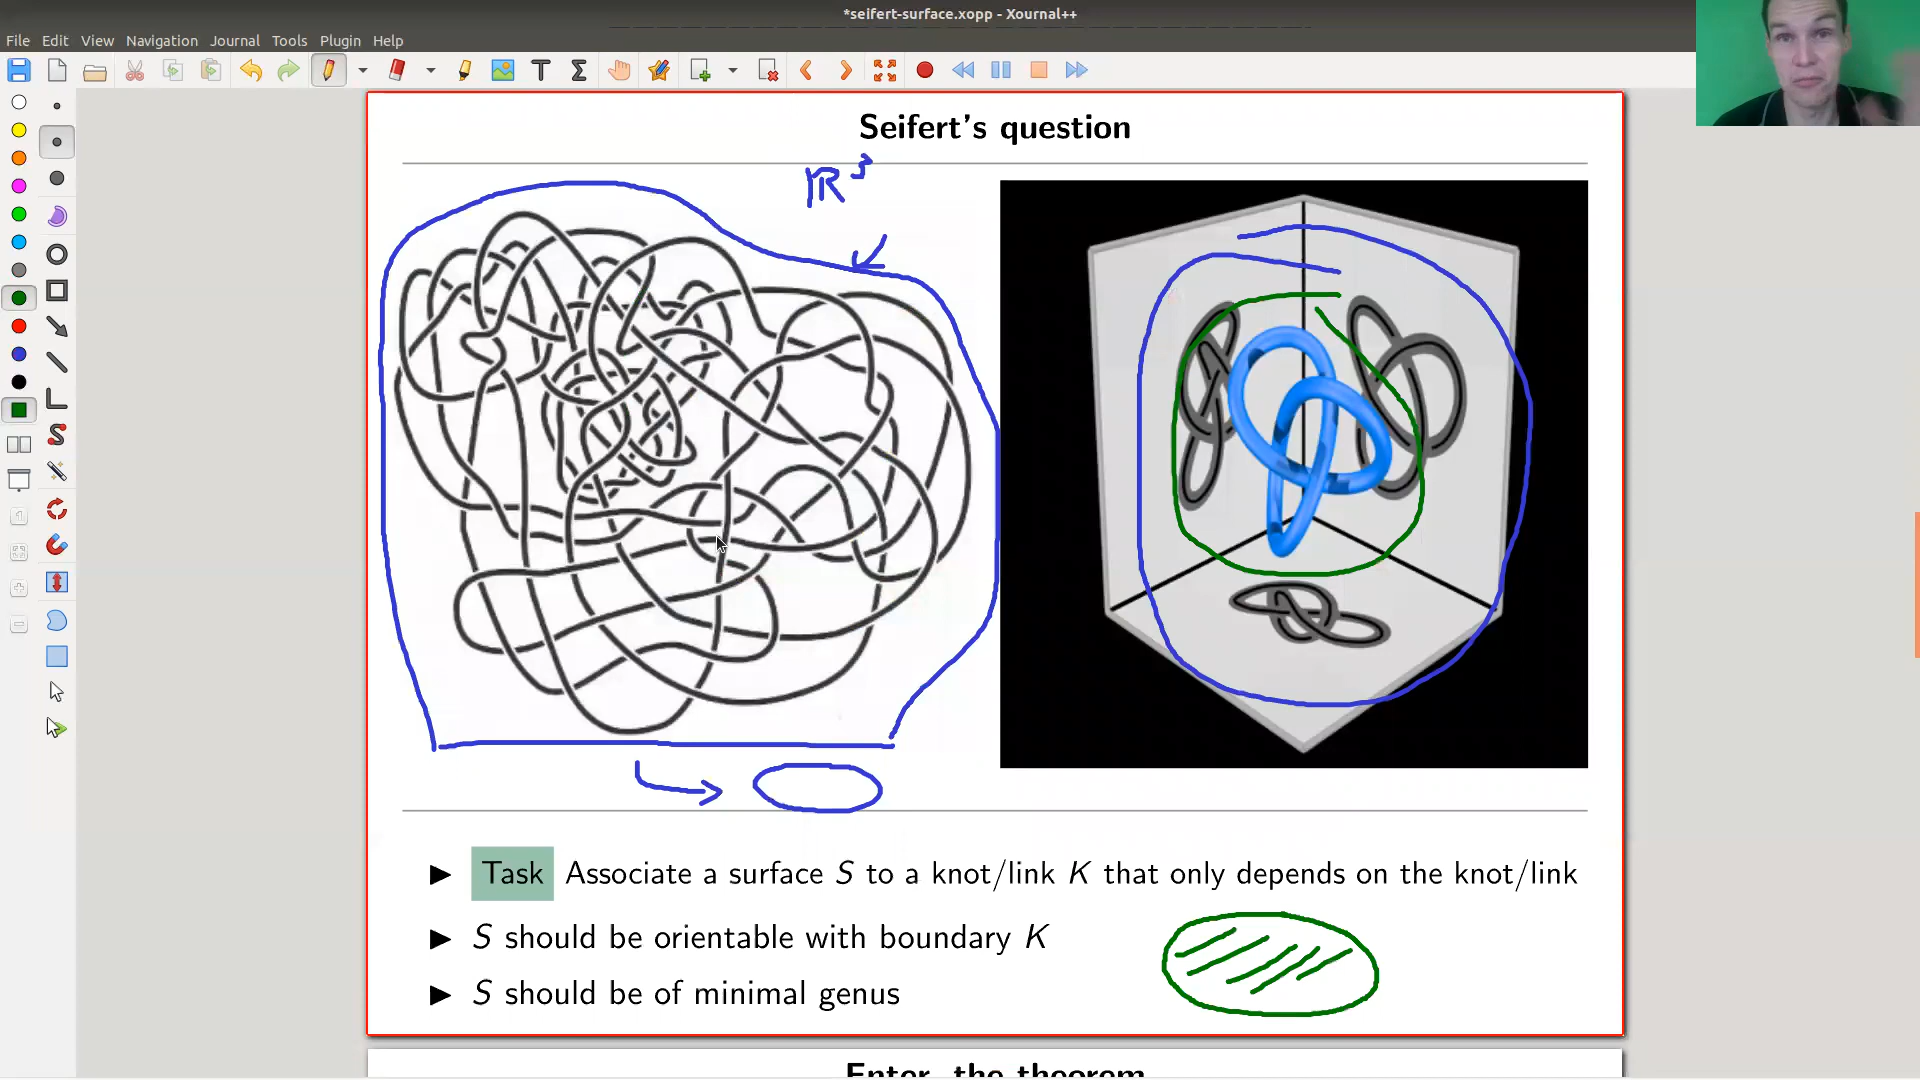 *seifert-surface.xopp - Xournal++
File Edit View Navigation Journal Tools Plugin Help
Seifert's question
ℝ³
▶ Task Associate a surface S to a knot/link K that only depends on the knot/link
▶ S should be orientable with boundary K
▶ S should be of minimal genus
Enter, the theorem